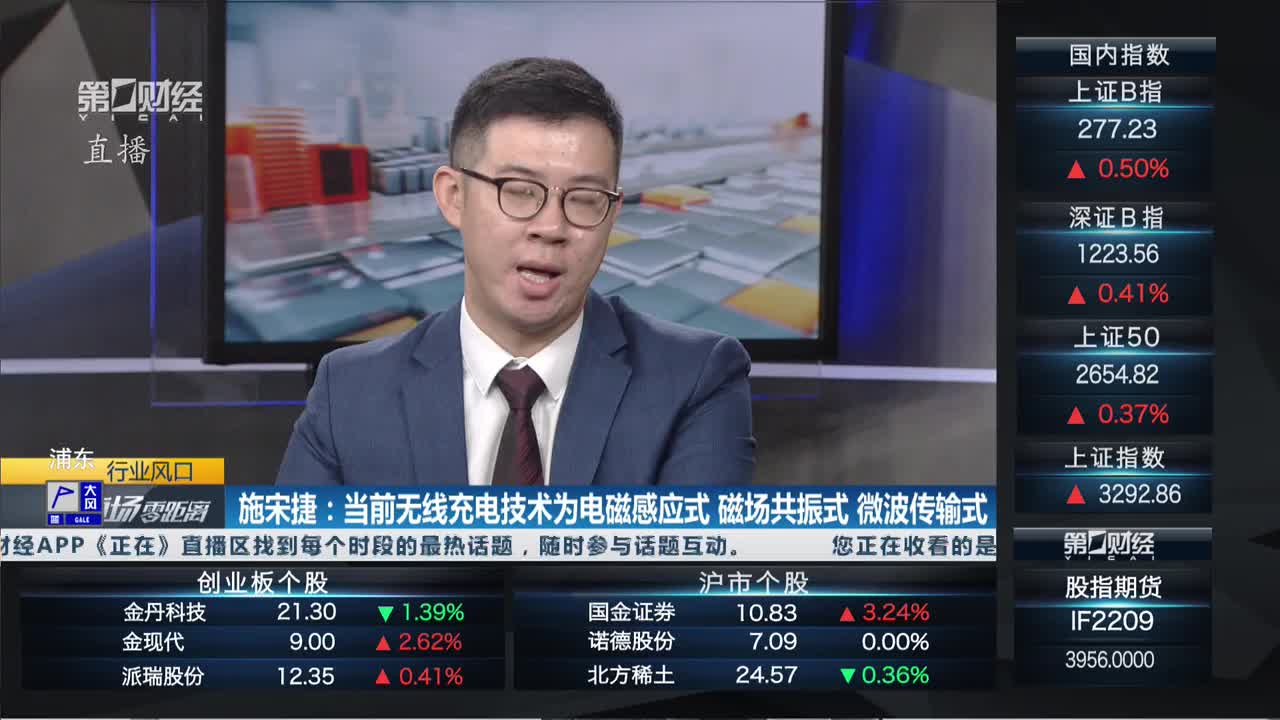 第一财经
YICAI
直播
浦东
行业风口
大风
GALE
市场零距离
施宋捷：当前无线充电技术为电磁感应式 磁场共振式 微波传输式
财经APP《正在》直播区找到每个时段的最热话题，随时参与话题互动。 您正在收看的是
创业板个股
金丹科技 21.30 ▼1.39%
金现代 9.00 ▲2.62%
派瑞股份 12.35 ▲0.41%
沪市个股
国金证券 10.83 ▲3.24%
诺德股份 7.09 0.00%
北方稀土 24.57 ▼0.36%
国内指数
上证B指
277.23
▲ 0.50%
深证B指
1223.56
▲ 0.41%
上证50
2654.82
▲ 0.37%
上证指数
▲ 3292.86
第一财经
YICAI
股指期货
IF2209
3956.0000